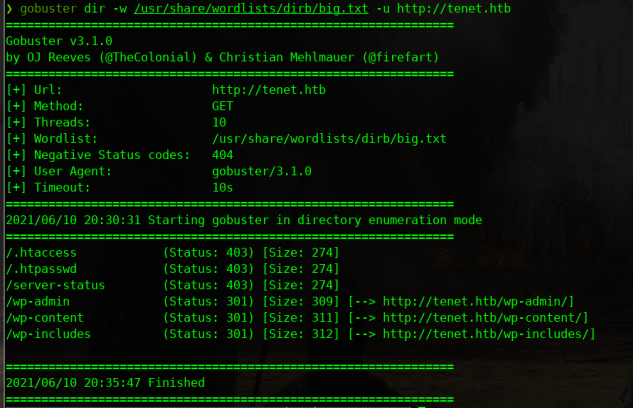 ❯ gobuster dir -w /usr/share/wordlists/dirb/big.txt -u http://tenet.htb
===============================================================
Gobuster v3.1.0
by OJ Reeves (@TheColonial) & Christian Mehlmauer (@firefart)
===============================================================
[+] Url:                     http://tenet.htb
[+] Method:                  GET
[+] Threads:                 10
[+] Wordlist:                /usr/share/wordlists/dirb/big.txt
[+] Negative Status codes:   404
[+] User Agent:              gobuster/3.1.0
[+] Timeout:                 10s
===============================================================
2021/06/10 20:30:31 Starting gobuster in directory enumeration mode
===============================================================
/.htaccess            (Status: 403) [Size: 274]
/.htpasswd            (Status: 403) [Size: 274]
/server-status        (Status: 403) [Size: 274]
/wp-admin             (Status: 301) [Size: 309] [--> http://tenet.htb/wp-admin/]
/wp-content           (Status: 301) [Size: 311] [--> http://tenet.htb/wp-content/]
/wp-includes          (Status: 301) [Size: 312] [--> http://tenet.htb/wp-includes/]
===============================================================
2021/06/10 20:35:47 Finished
===============================================================